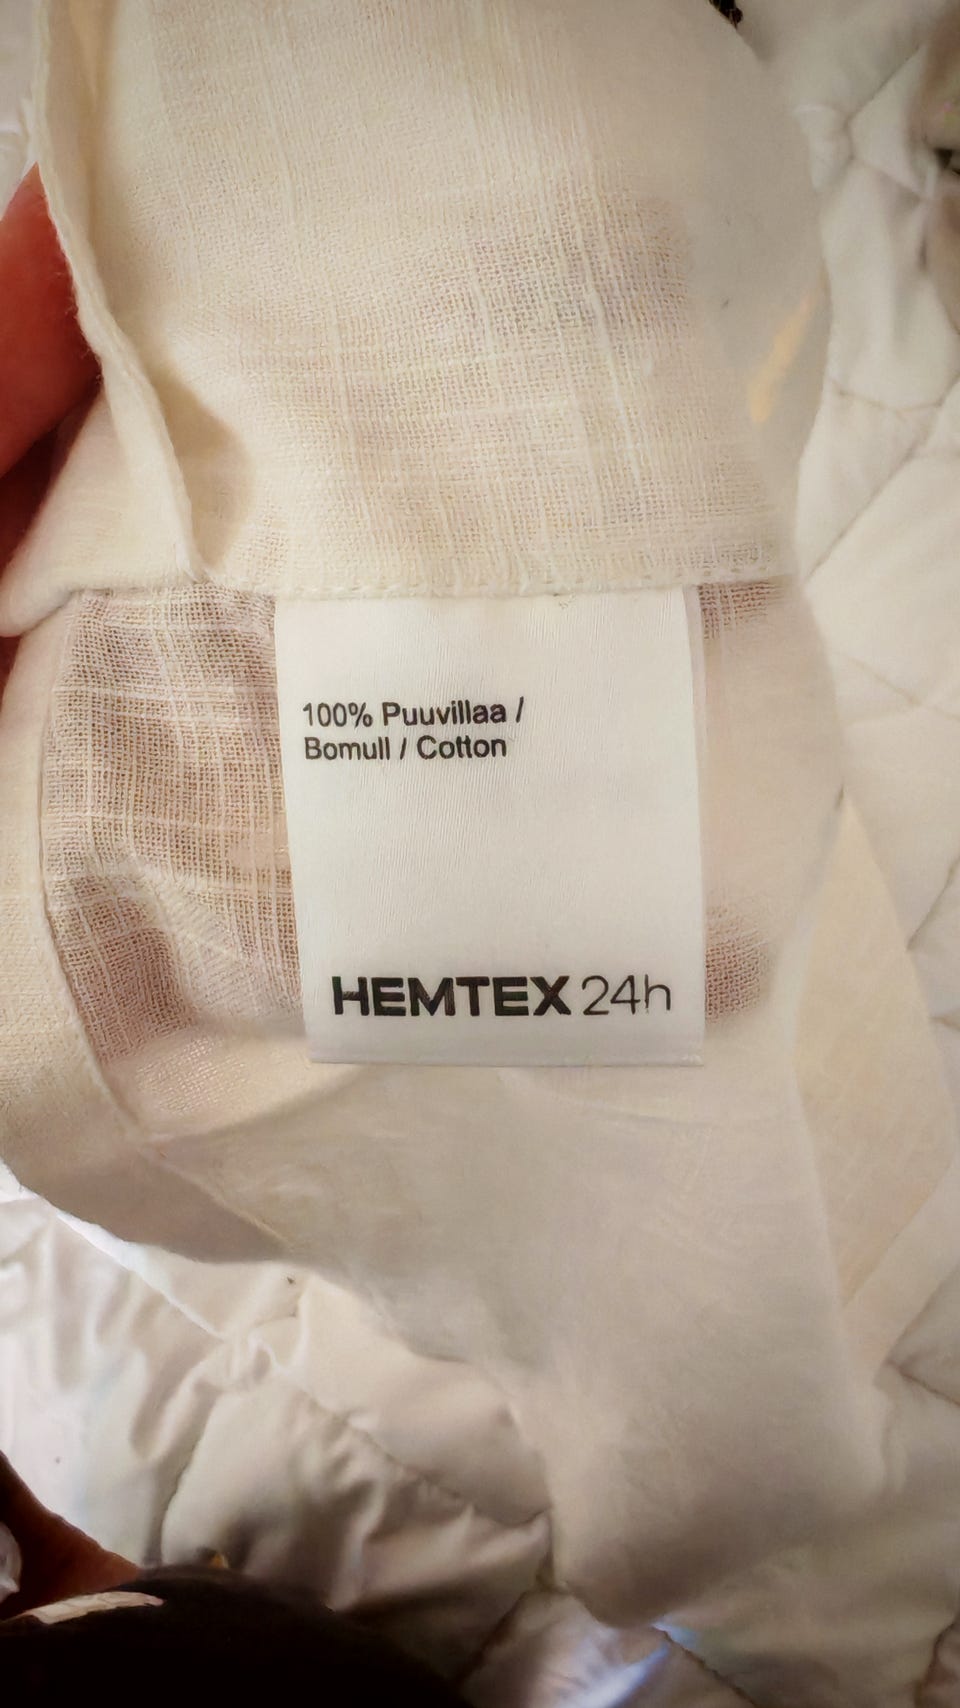 100% Puuvillaa /
Bomull / Cotton
HEMTEX 24h